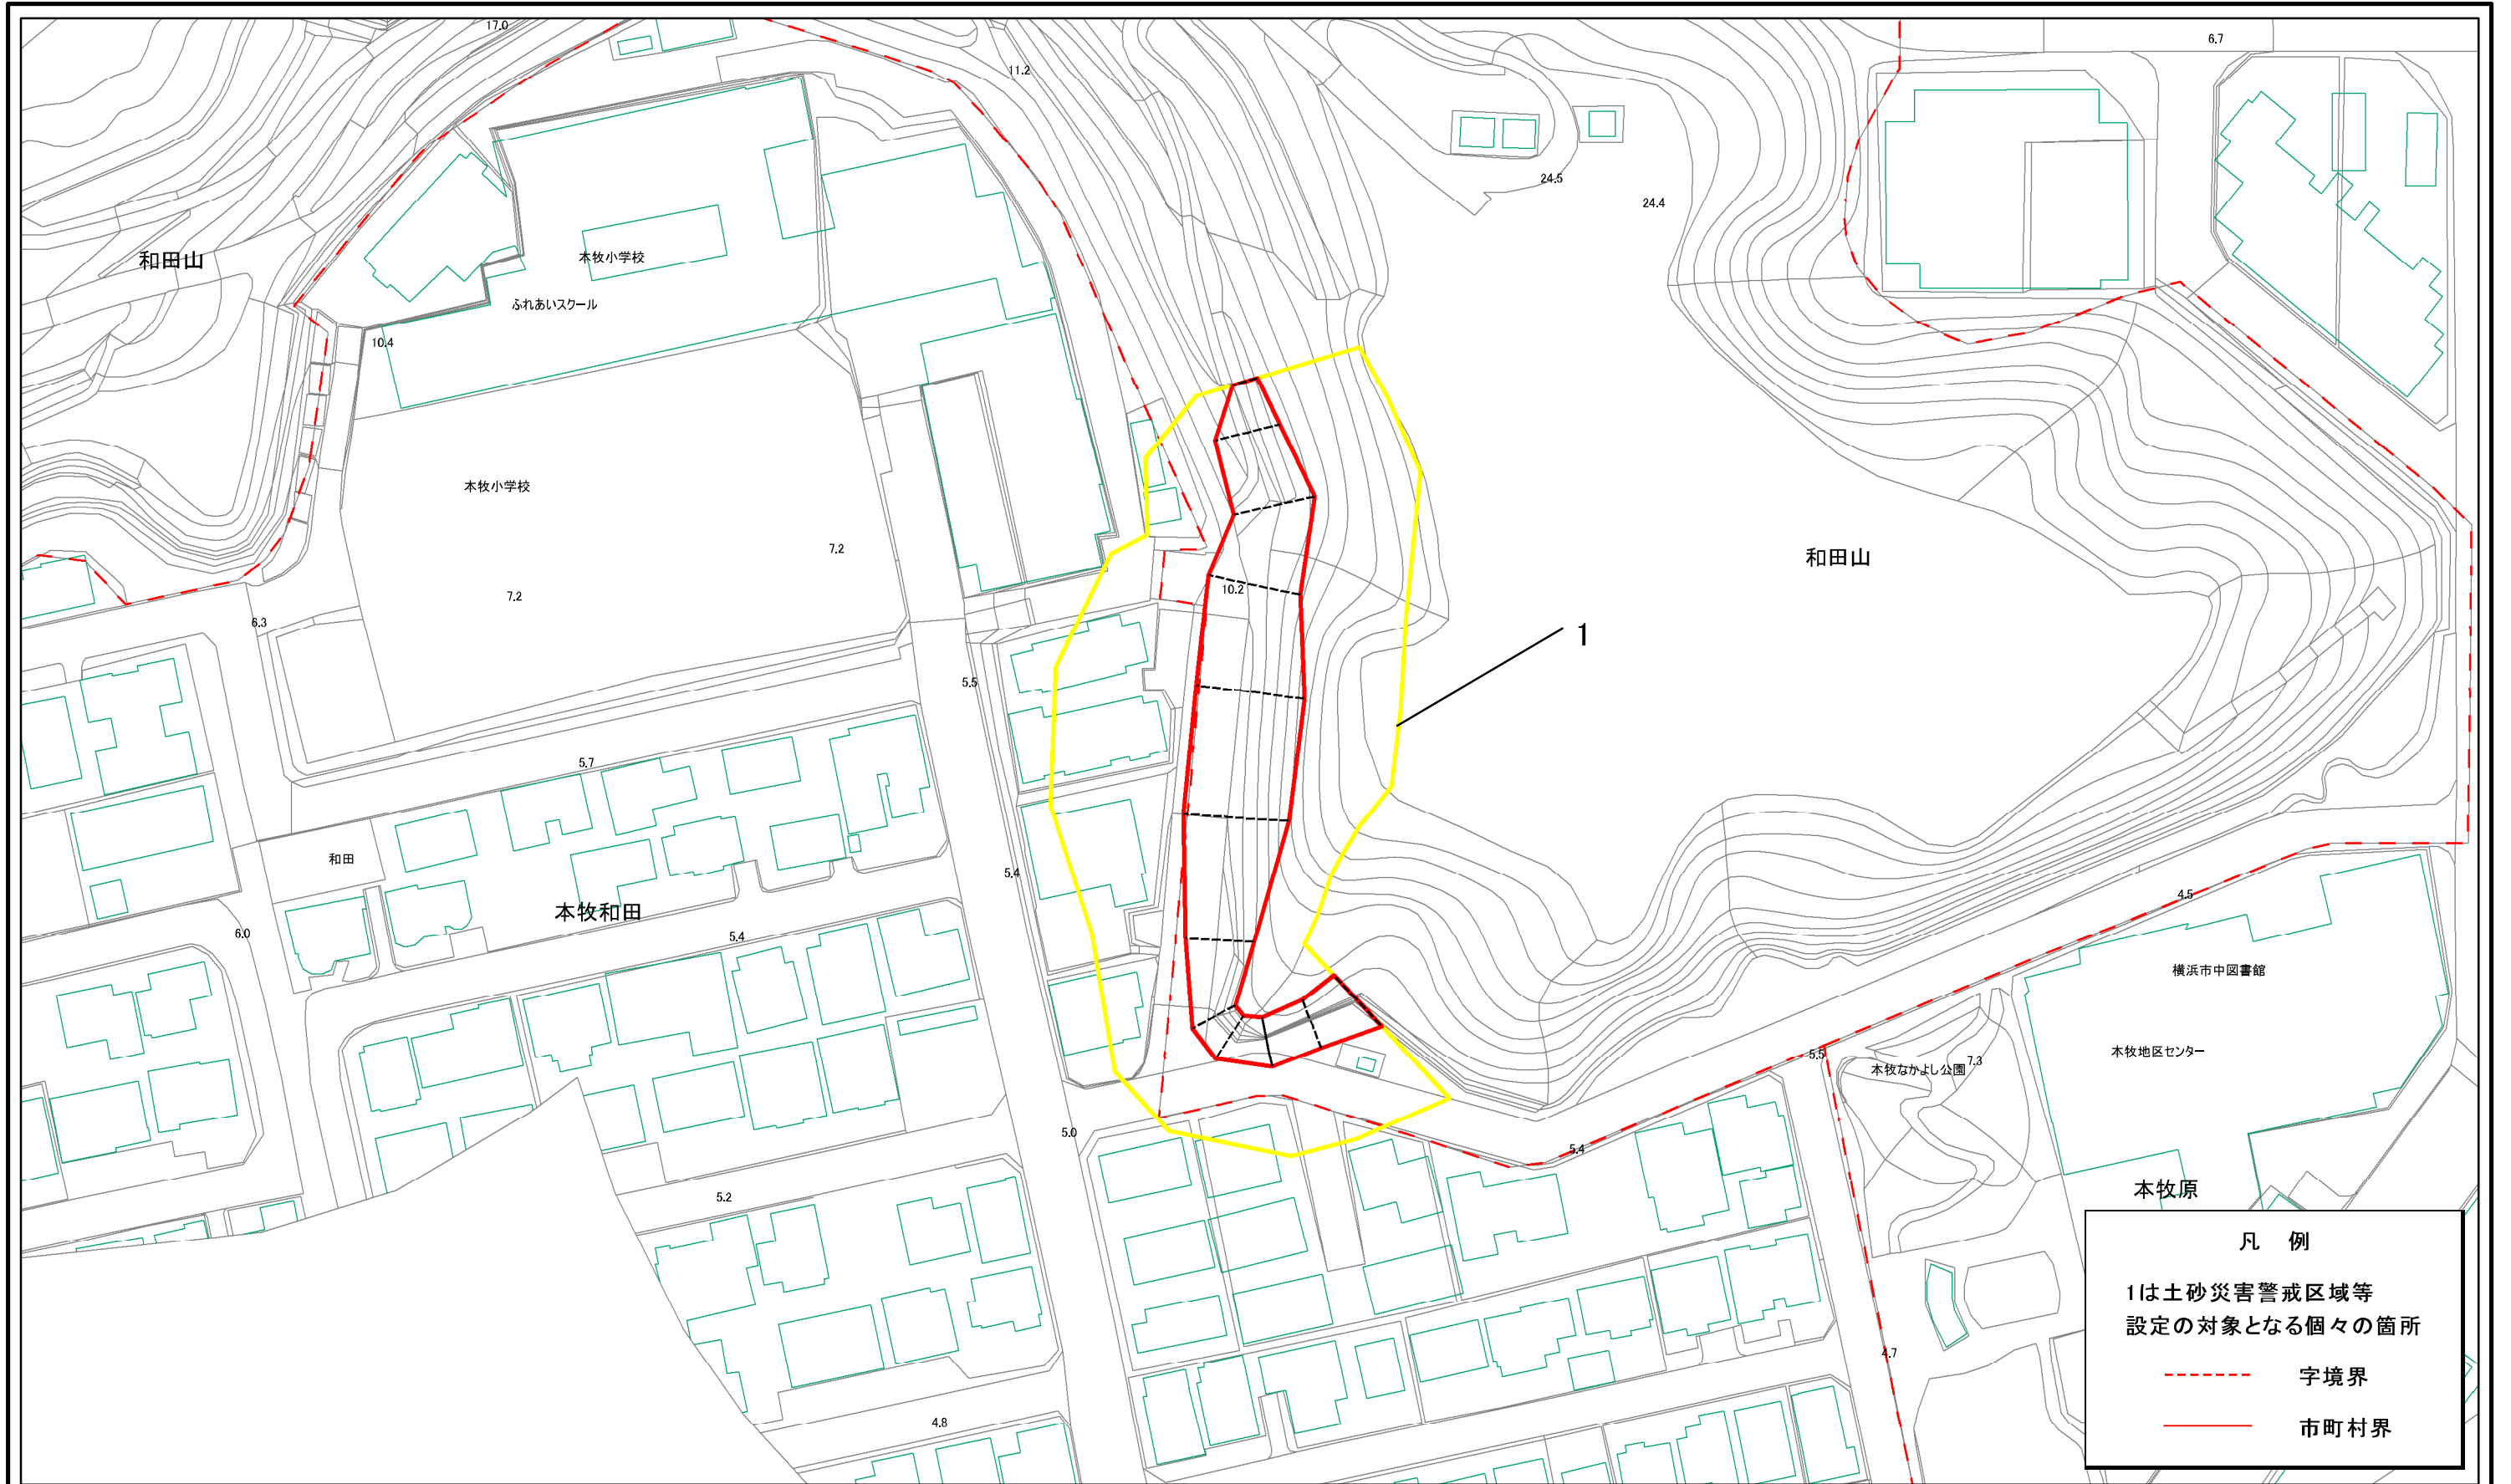 17.0
11.2
6.7
24.5
24.4
和田山
本牧小学校
ふれあいスクール
10.4
本牧小学校
7.2
7.2
和田山
10.2
6.3
1
5.5
5.7
和田
5.4
4.5
本牧和田
6.0
5.4
横浜市中図書館
本牧地区センター
5.5
本牧なかよし公園
7.3
5.0
5.4
5.2
本牧原
4.7
4.8
凡 例
1は土砂災害警戒区域等
設定の対象となる個々の箇所
字境界
市町村界